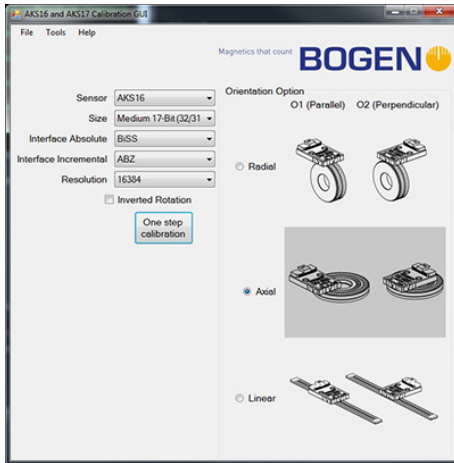 AKS16 and AKS17 Calibration GUI
File Tools Help
Magnetics that count BOGEN
Sensor AKS16
Size Medium 17-Bit (32/31
Interface Absolute BiSS
Interface Incremental ABZ
Resolution 16384
Inverted Rotation
One step
calibration
Orientation Option
O1 (Parallel) O2 (Perpendicular)
Radial
Axial
Linear